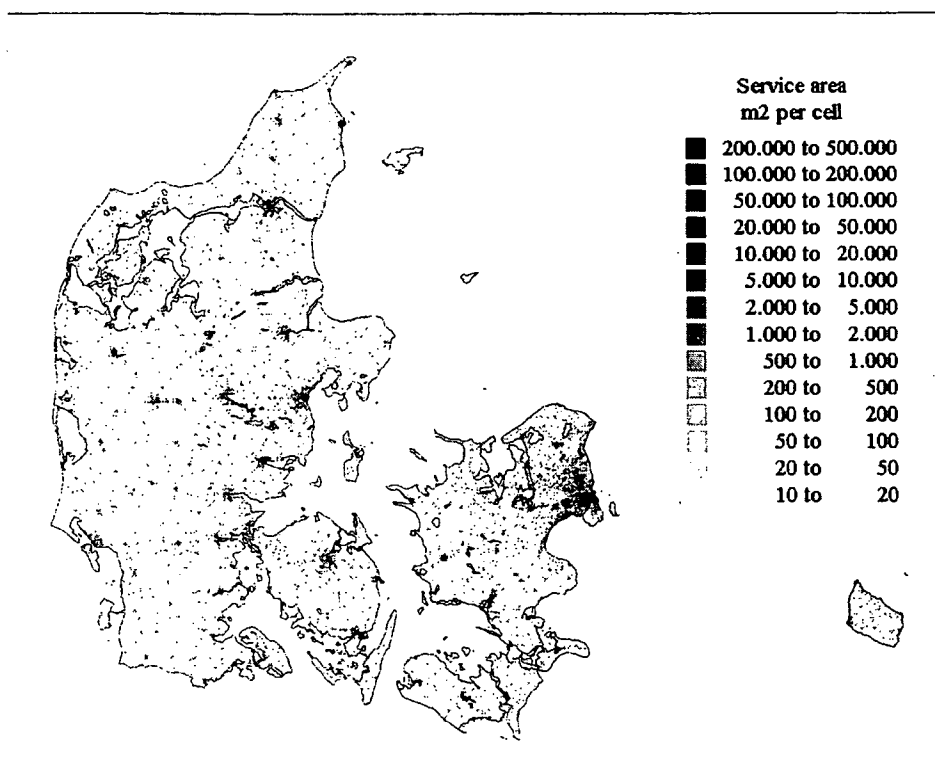 Service area
m2 per cell
200.000 to 500.000
100.000 to 200.000
50.000 to 100.000
20.000 to 50.000
10.000 to 20.000
5.000 to 10.000
2.000 to 5.000
1.000 to 2.000
500 to 1.000
200 to 500
100 to 200
50 to 100
20 to 50
10 to 20